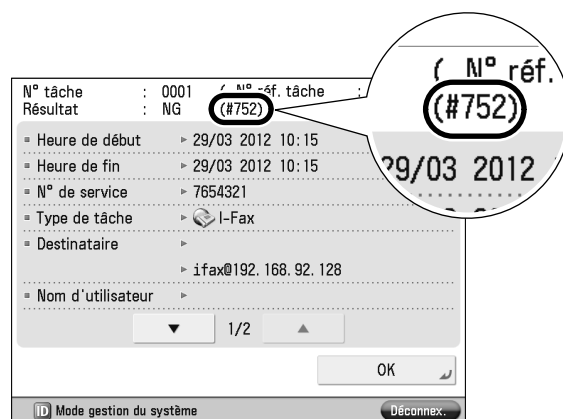 N° tâche : 0001 ( N° réf. tâche :
Résultat : NG (#752)
Heure de début 29/03 2012 10:15
Heure de fin 29/03 2012 10:15
N° de service 7654321
Type de tâche I-Fax
Destinataire
ifax@192.168.92.128
Nom d'utilisateur
1/2
OK
ID Mode gestion du système
Déconnex.
( N° réf.
(#752)
29/03 2012